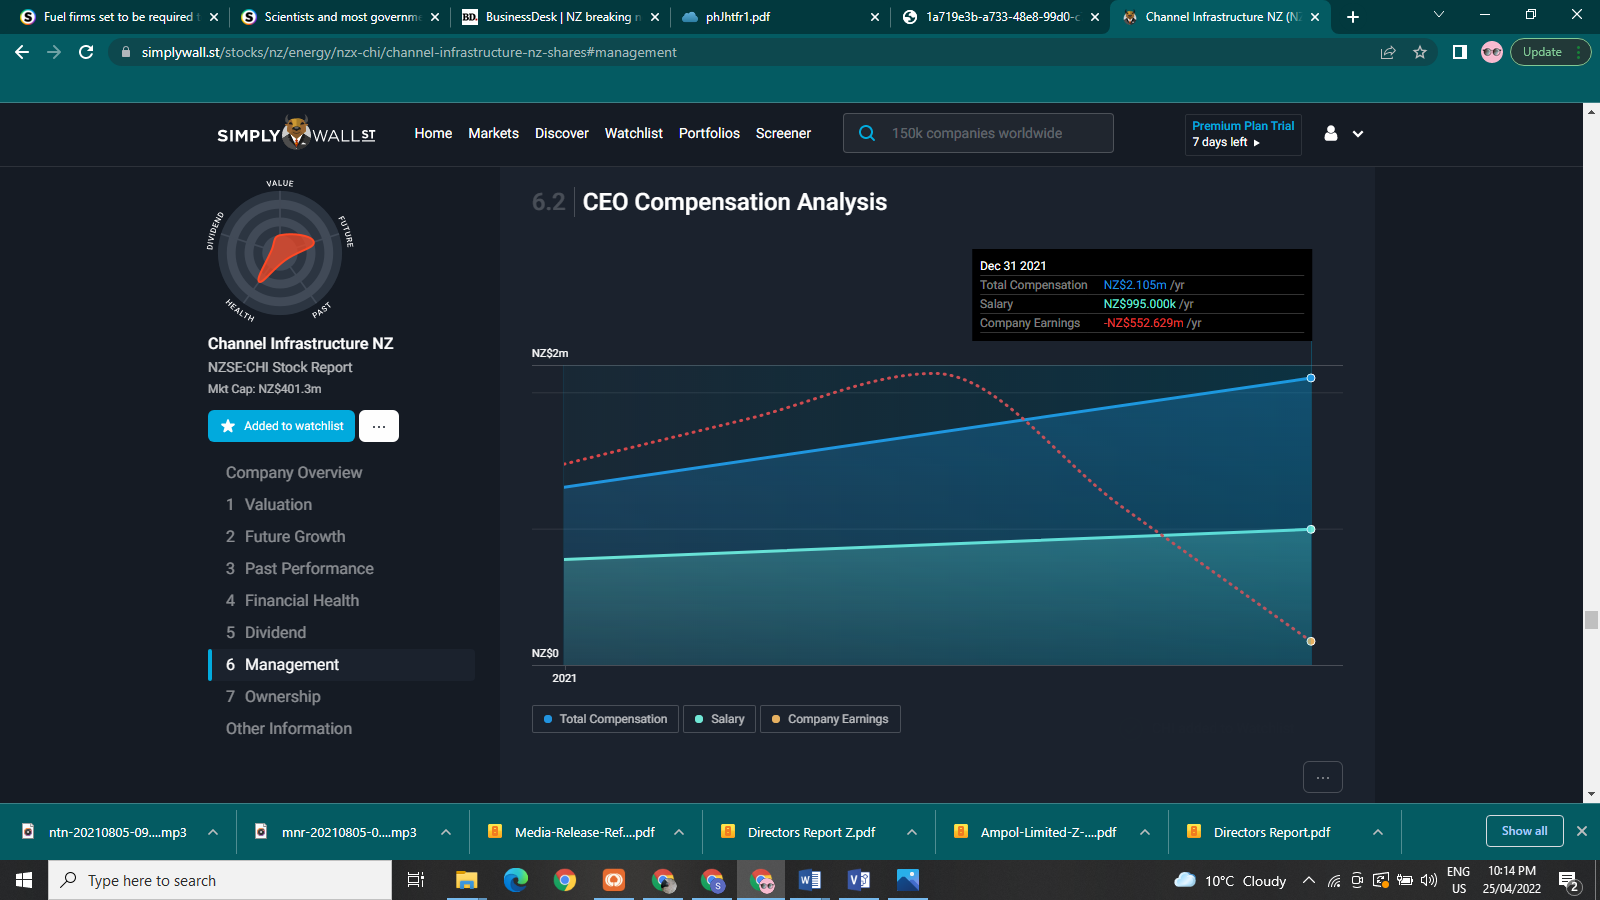 Fuel firms set to be required t
Scientists and most governme
BD. BusinessDesk | NZ breaking n
phJhtfr1.pdf
1a719e3b-a733-48e8-99d0-c
Channel Infrastructure NZ (NZ
simplywall.st/stocks/nz/energy/nzx-chi/channel-infrastructure-nz-shares#management
Update
SIMPLY WALL ST
Home Markets Discover Watchlist Portfolios Screener
150k companies worldwide
Premium Plan Trial
7 days left
VALUE
FUTURE
PAST
HEALTH
DIVIDEND
Channel Infrastructure NZ
NZSE:CHI Stock Report
Mkt Cap: NZ$401.3m
Added to watchlist
...
Company Overview
1 Valuation
2 Future Growth
3 Past Performance
4 Financial Health
5 Dividend
6 Management
7 Ownership
Other Information
6.2 CEO Compensation Analysis
Dec 31 2021
Total Compensation NZ$2.105m /yr
Salary NZ$995.000k /yr
Company Earnings -NZ$552.629m /yr
NZ$2m
NZ$0
2021
Total Compensation
Salary
Company Earnings
...
ntn-20210805-09....mp3
mnr-20210805-0....mp3
Media-Release-Ref....pdf
Directors Report Z.pdf
Ampol-Limited-Z-....pdf
Directors Report.pdf
Show all
Type here to search
10°C Cloudy
ENG
US
10:14 PM
25/04/2022
2